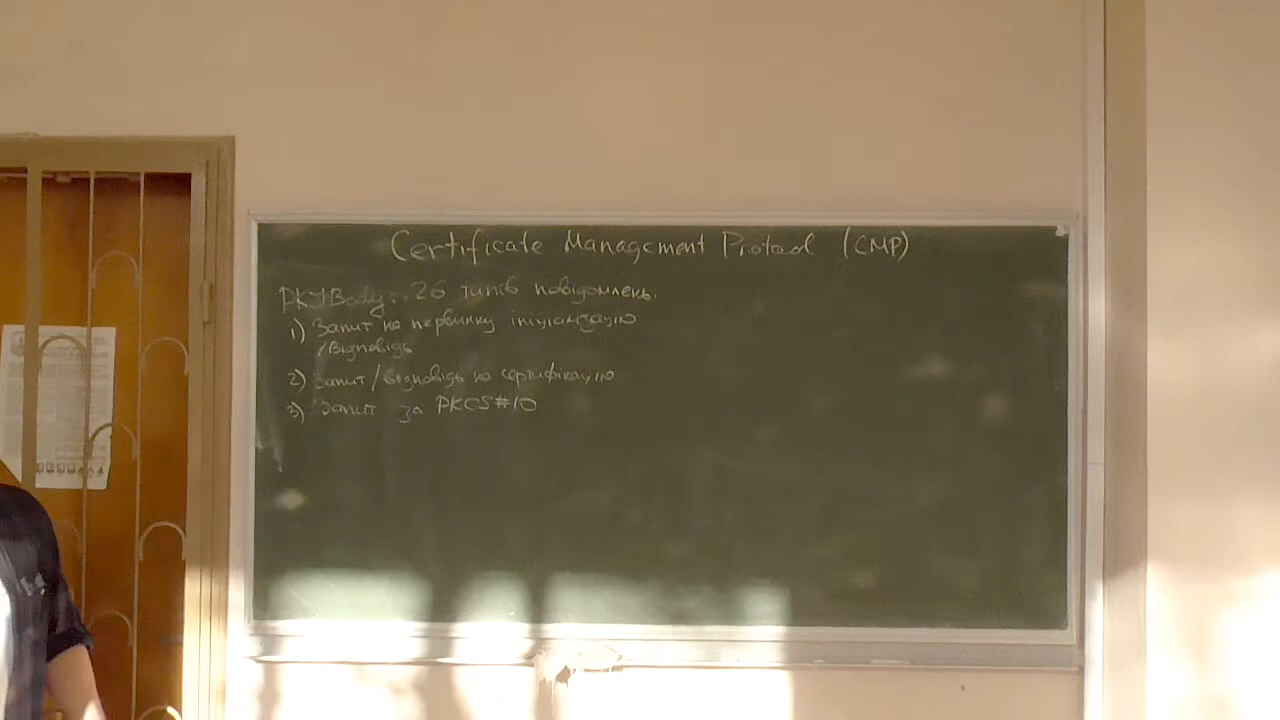 Certificate Management Protocol (CMP)
PKIBody: 26 типів повідомлень.
1) Запит на первинну ініціалізацію
/Відповідь
2) Запит/відповідь на сертифікацію
3) Запит за PKCS#10